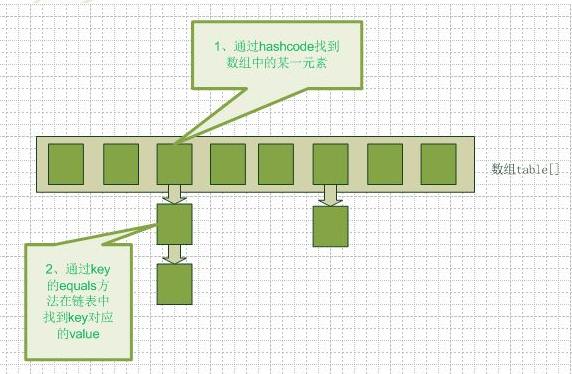 1、通过hashcode找到
数组中的某一元素
数组table[]
2、通过key
的equals方
法在链表中
找到key对应
的value